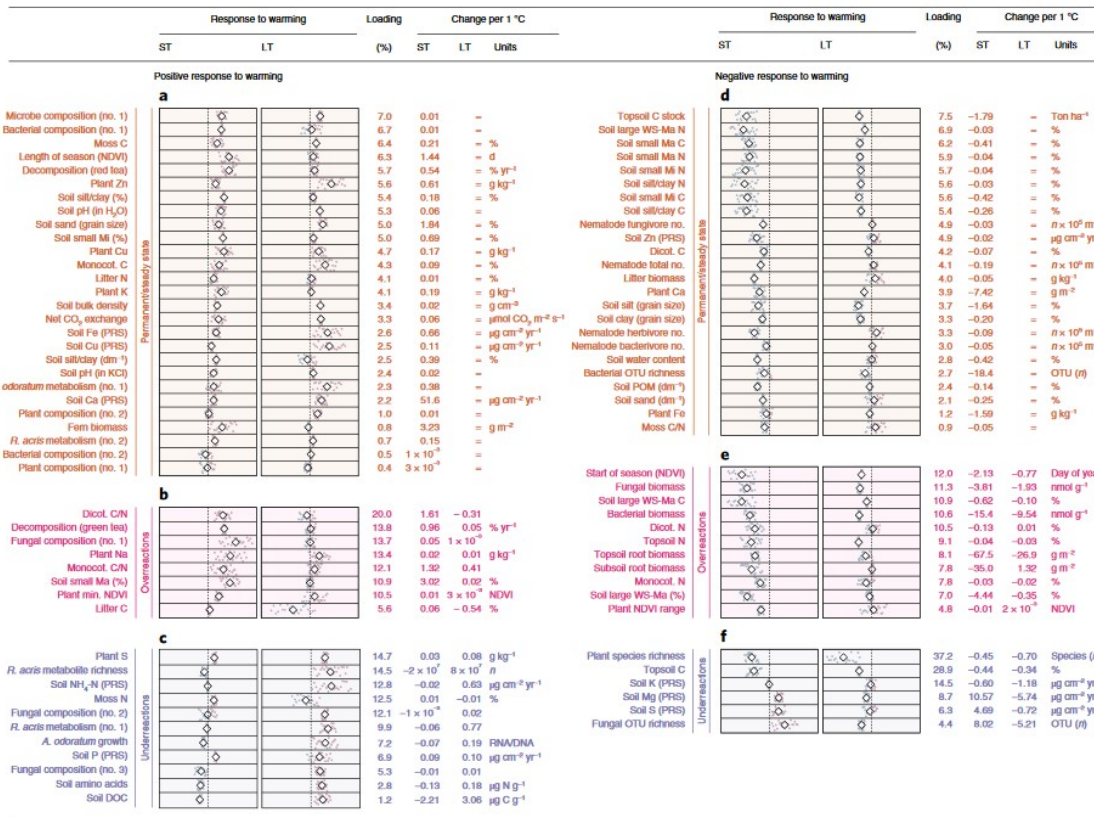 Response to warming Loading Change per 1 °C
ST LT (%) ST LT Units
Positive response to warming
a
Permanent/steady state
Microbe composition (no. 1) 7.0 0.01 =
Bacterial composition (no. 1) 6.7 0.01 =
Moss C 6.4 0.21 = %
Length of season (NDVI) 6.3 1.44 = d
Decomposition (red tea) 5.7 0.54 = % yr⁻¹
Plant Zn 5.6 0.61 = g kg⁻¹
Soil silt/clay (%) 5.4 0.18 = %
Soil pH (in H₂O) 5.3 0.06 =
Soil sand (grain size) 5.0 1.84 = %
Soil small Mi (%) 5.0 0.69 = %
Plant Cu 4.7 0.17 = g kg⁻¹
Monocot. C 4.3 0.09 = %
Litter N 4.1 0.01 = %
Plant K 4.1 0.19 = g kg⁻¹
Soil bulk density 3.4 0.02 = g cm⁻³
Net CO₂ exchange 3.3 0.06 = μmol CO₂ m⁻² s⁻¹
Soil Fe (PRS) 2.6 0.66 = μg cm⁻² yr⁻¹
Soil Cu (PRS) 2.5 0.11 = μg cm⁻² yr⁻¹
Soil silt/clay (dm⁻³) 2.5 0.39 = %
Soil pH (in KCl) 2.4 0.02 =
odoratum metabolism (no. 1) 2.3 0.38 =
Soil Ca (PRS) 2.2 51.6 = μg cm⁻² yr⁻¹
Plant composition (no. 2) 1.0 0.01 =
Fern biomass 0.8 3.23 = g m⁻²
R. acris metabolism (no. 2) 0.7 0.15 =
Bacterial composition (no. 2) 0.5 1 × 10⁻³ =
Plant composition (no. 1) 0.4 3 × 10⁻³ =
b
Overreactions
Dicot. C/N 20.0 1.61 −0.31
Decomposition (green tea) 13.8 0.96 0.05 % yr⁻¹
Fungal composition (no. 1) 13.7 0.05 1 × 10⁻³
Plant Na 13.4 0.02 0.01 g kg⁻¹
Monocot. C/N 12.1 1.32 0.41
Soil small Ma (%) 10.9 3.02 0.02 %
Plant min. NDVI 10.5 0.01 3 × 10⁻³ NDVI
Litter C 5.6 0.06 −0.54 %
c
Underreactions
Plant S 14.7 0.03 0.08 g kg⁻¹
R. acris metabolite richness 14.5 −2 × 10⁷ 8 × 10⁷ n
Soil NH₄-N (PRS) 12.8 −0.02 0.63 μg cm⁻² yr⁻¹
Moss N 12.5 0.01 −0.01 %
Fungal composition (no. 2) 12.1 −1 × 10⁻³ 0.02
R. acris metabolism (no. 1) 9.9 −0.06 0.77
A. odoratum growth 7.2 −0.07 0.19 RNA/DNA
Soil P (PRS) 6.9 0.09 0.10 μg cm⁻² yr⁻¹
Fungal composition (no. 3) 5.3 −0.01 0.01
Soil amino acids 2.8 −0.13 0.18 μg N g⁻¹
Soil DOC 1.2 −2.21 3.06 μg C g⁻¹
Response to warming Loading Change per 1 °C
ST LT (%) ST LT Units
Negative response to warming
d
Permanent/steady state
Topsoil C stock 7.5 −1.79 = Ton ha⁻¹
Soil large WS-Ma N 6.9 −0.03 = %
Soil small Ma C 6.2 −0.41 = %
Soil small Ma N 5.9 −0.04 = %
Soil small Mi N 5.7 −0.04 = %
Soil silt/clay N 5.6 −0.03 = %
Soil small Mi C 5.6 −0.42 = %
Soil silt/clay C 5.4 −0.26 = %
Nematode fungivore no. 4.9 −0.03 = n × 10⁶ m
Soil Zn (PRS) 4.9 −0.02 = μg cm⁻² yr
Dicot. C 4.2 −0.07 = %
Nematode total no. 4.1 −0.19 = n × 10⁶ m
Litter biomass 4.0 −0.05 = g kg⁻¹
Plant Ca 3.9 −7.42 = g m⁻²
Soil silt (grain size) 3.7 −1.64 = %
Soil clay (grain size) 3.3 −0.20 = %
Nematode herbivore no. 3.3 −0.09 = n × 10⁶ m
Nematode bacterivore no. 3.0 −0.05 = n × 10⁶ m
Soil water content 2.8 −0.42 = %
Bacterial OTU richness 2.7 −18.4 = OTU (n)
Soil POM (dm⁻³) 2.4 −0.14 = %
Soil sand (dm⁻³) 2.1 −0.25 = %
Plant Fe 1.2 −1.59 = g kg⁻¹
Moss C/N 0.9 −0.05 =
e
Overreactions
Start of season (NDVI) 12.0 −2.13 −0.77 Day of yea
Fungal biomass 11.3 −3.81 −1.93 nmol g⁻¹
Soil large WS-Ma C 10.9 −0.62 −0.10 %
Bacterial biomass 10.6 −15.4 −9.54 nmol g⁻¹
Dicot. N 10.5 −0.13 0.01 %
Topsoil N 9.1 −0.04 −0.03 %
Topsoil root biomass 8.1 −67.5 −26.9 g m⁻²
Subsoil root biomass 7.8 −35.0 1.32 g m⁻²
Monocot. N 7.8 −0.03 −0.02 %
Soil large WS-Ma (%) 7.0 −4.44 −0.35 %
Plant NDVI range 4.8 −0.01 2 × 10⁻³ NDVI
f
Underreactions
Plant species richness 37.2 −0.45 −0.70 Species (
Topsoil C 28.9 −0.44 −0.34 %
Soil K (PRS) 14.5 −0.60 −1.18 μg cm⁻² yr
Soil Mg (PRS) 8.7 10.57 −5.74 μg cm⁻² yr
Soil S (PRS) 6.3 4.69 −0.72 μg cm⁻² yr
Fungal OTU richness 4.4 8.02 −5.21 OTU (n)